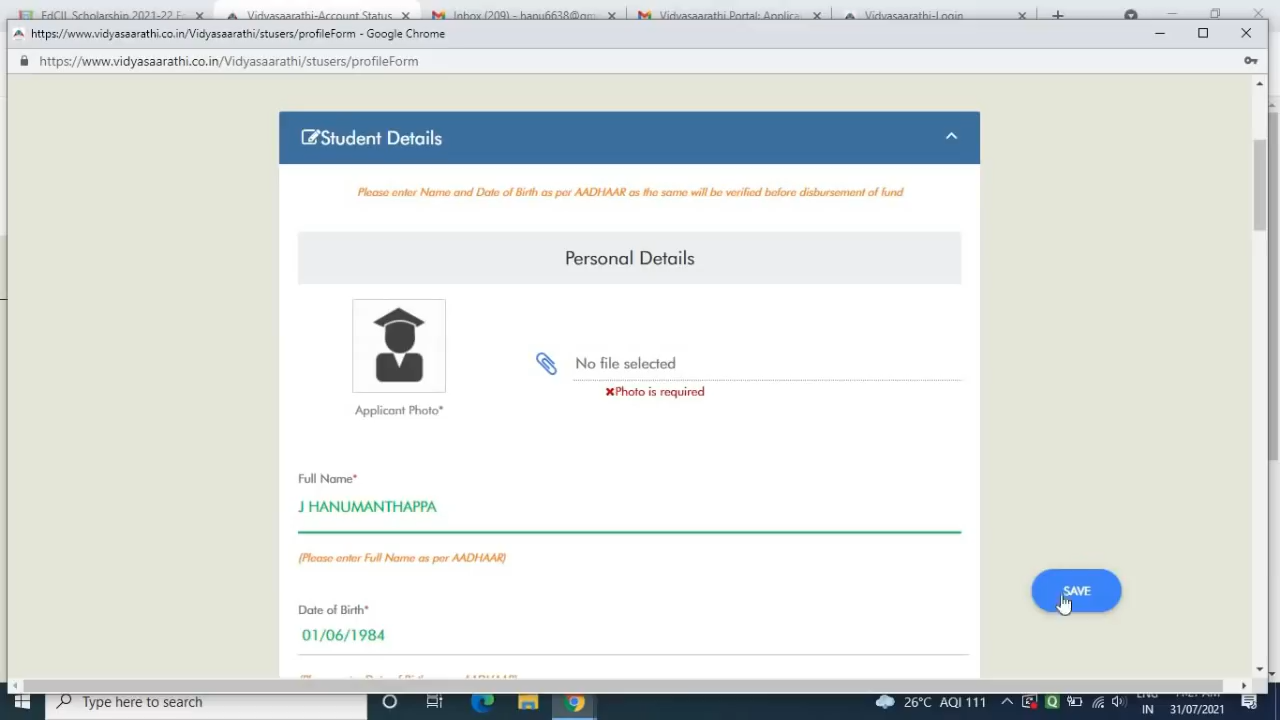 EdCIL Scholarship 2021-22 E
Vidyasaarathi-Account Status
Inbox (209) - hanu6638@gm
Vidyasaarathi Portal: Applica
Vidyasaarathi-Login
https://www.vidyasaarathi.co.in/Vidyasaarathi/stusers/profileForm - Google Chrome
https://www.vidyasaarathi.co.in/Vidyasaarathi/stusers/profileForm
Student Details
Please enter Name and Date of Birth as per AADHAAR as the same will be verified before disbursement of fund
Personal Details
No file selected
Photo is required
Applicant Photo*
Full Name*
J HANUMANTHAPPA
(Please enter Full Name as per AADHAAR)
SAVE
Date of Birth*
01/06/1984
Type here to search
26°C AQI 111
ENG
IN
31/07/2021